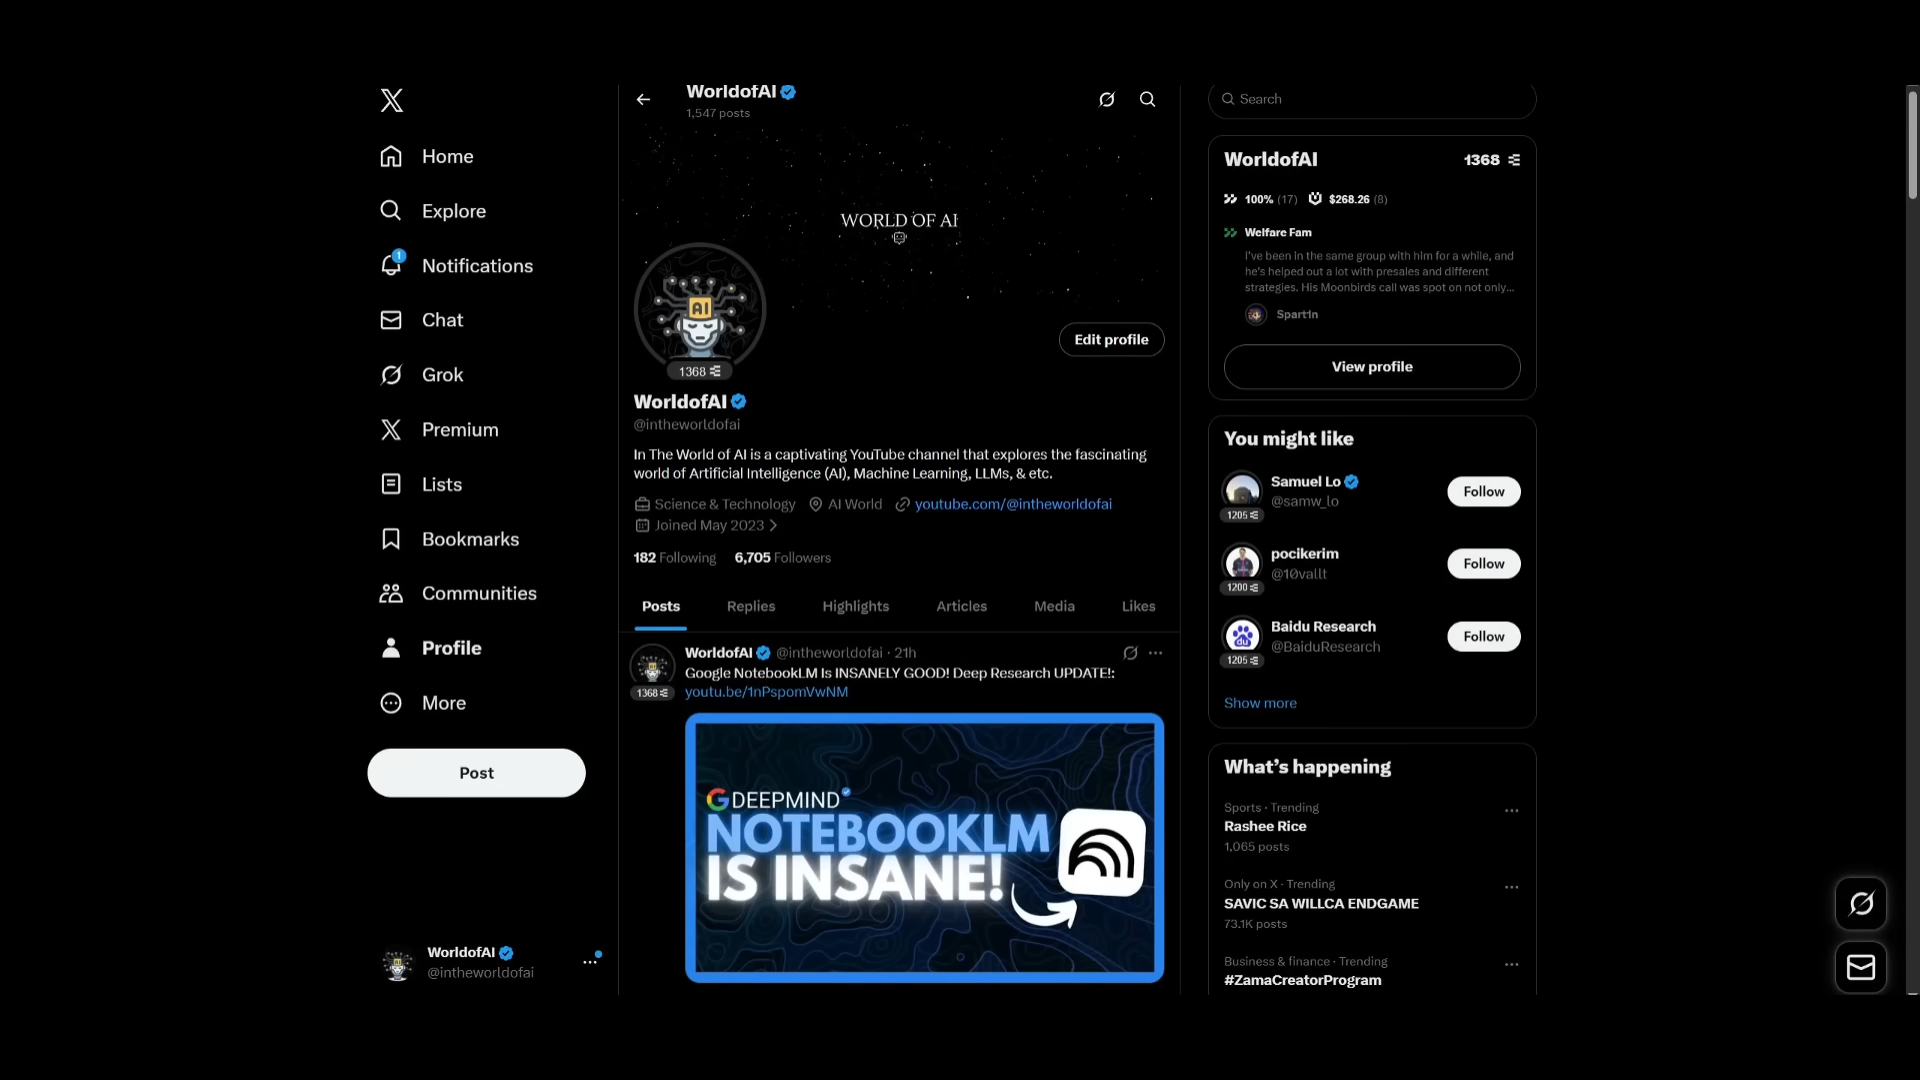 Home
Explore
1
Notifications
Chat
Grok
Premium
Lists
Bookmarks
Communities
Profile
More
Post
WorldofAI
@intheworldofai
WorldofAI
1,547 posts
WORLD OF AI
AI
1368
Edit profile
WorldofAI
@intheworldofai
In The World of AI is a captivating YouTube channel that explores the fascinating
world of Artificial Intelligence (AI), Machine Learning, LLMs, & etc.
Science & Technology AI World youtube.com/@intheworldofai
Joined May 2023
182 Following 6,705 Followers
Posts Replies Highlights Articles Media Likes
WorldofAI @intheworldofai · 21h
Google NotebookLM Is INSANELY GOOD! Deep Research UPDATE!:
1368
youtu.be/1nPspomVwNM
G DEEPMIND
NOTEBOOKLM
IS INSANE!
Search
WorldofAI 1368
100% (17) $268.26 (8)
Welfare Fam
I've been in the same group with him for a while, and
he's helped out a lot with presales and different
strategies. His Moonbirds call was spot on not only...
Spart1n
View profile
You might like
Samuel Lo
@samw_lo
1205
Follow
pocikerim
@10vallt
1200
Follow
Baidu Research
@BaiduResearch
du
1205
Follow
Show more
What's happening
Sports · Trending
Rashee Rice
1,065 posts
Only on X · Trending
SAVIC SA WILLCA ENDGAME
73.1K posts
Business & finance · Trending
#ZamaCreatorProgram